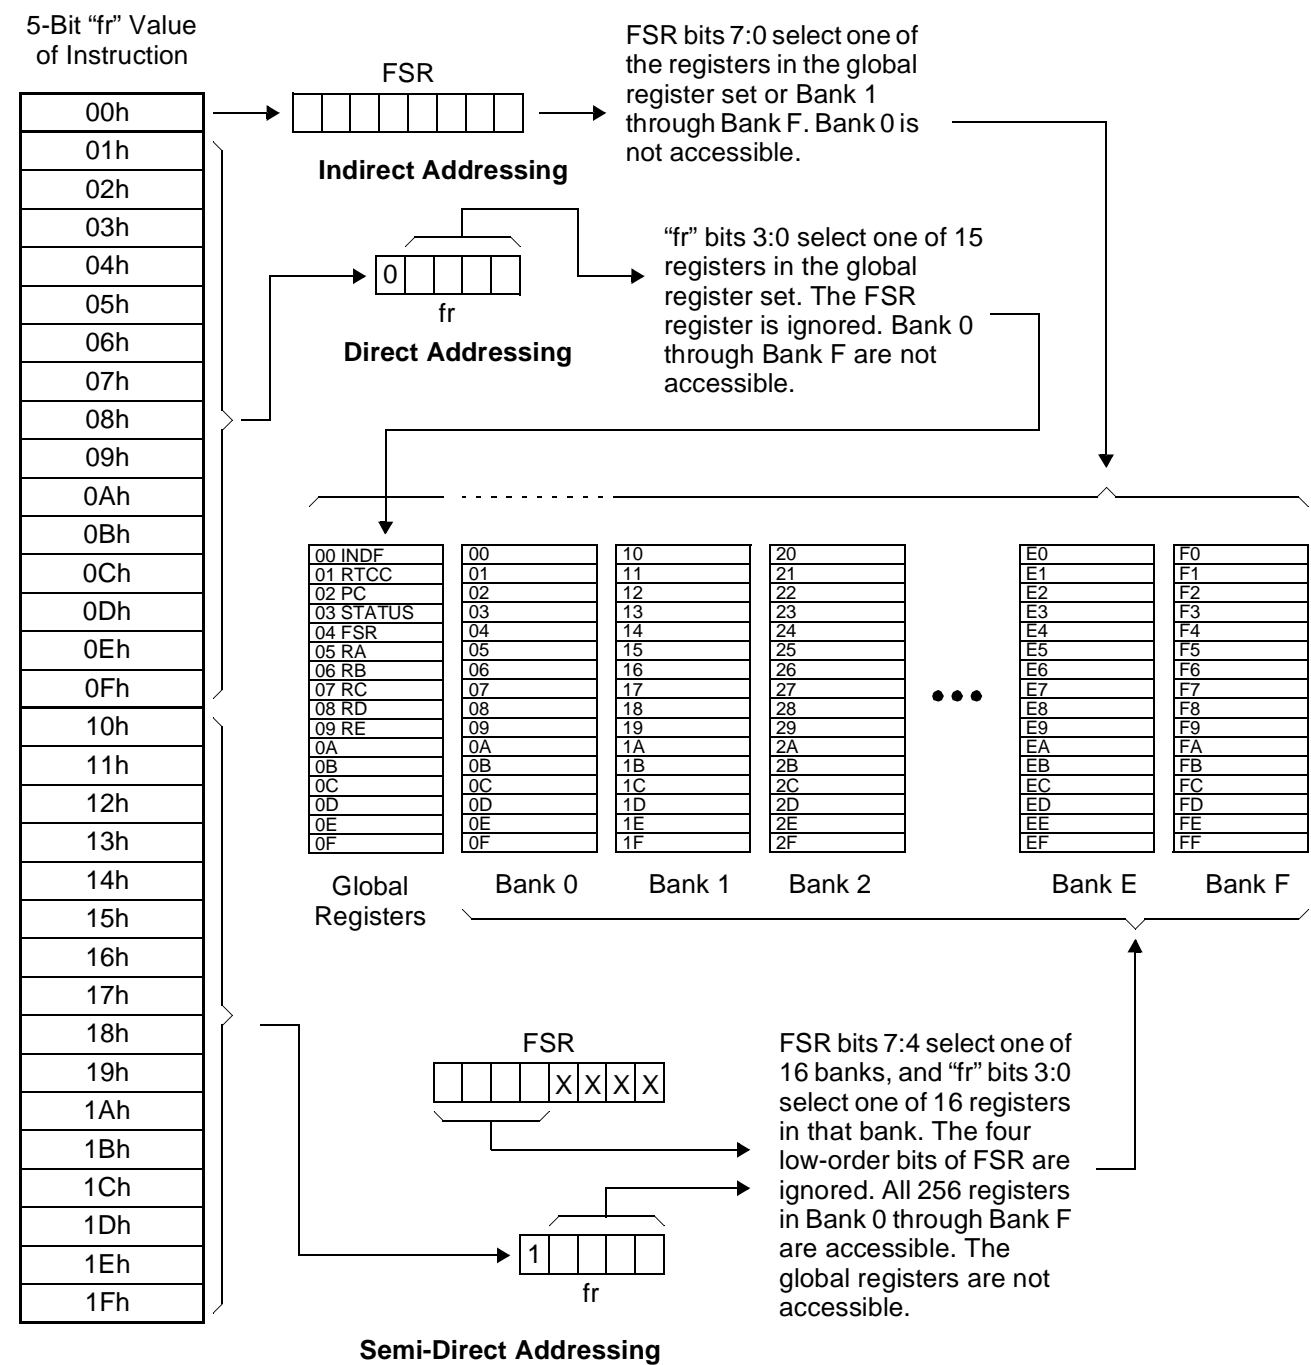 5-Bit “fr” Value
of Instruction
00h
01h
02h
03h
04h
05h
06h
07h
08h
09h
0Ah
0Bh
0Ch
0Dh
0Eh
0Fh
10h
11h
12h
13h
14h
15h
16h
17h
18h
19h
1Ah
1Bh
1Ch
1Dh
1Eh
1Fh
FSR
Indirect Addressing
FSR bits 7:0 select one of
the registers in the global
register set or Bank 1
through Bank F. Bank 0 is
not accessible.
0
fr
Direct Addressing
“fr” bits 3:0 select one of 15
registers in the global
register set. The FSR
register is ignored. Bank 0
through Bank F are not
accessible.
00 INDF
01 RTCC
02 PC
03 STATUS
04 FSR
05 RA
06 RB
07 RC
08 RD
09 RE
0A
0B
0C
0D
0E
0F
Global
Registers
00
01
02
03
04
05
06
07
08
09
0A
0B
0C
0D
0E
0F
Bank 0
10
11
12
13
14
15
16
17
18
19
1A
1B
1C
1D
1E
1F
Bank 1
20
21
22
23
24
25
26
27
28
29
2A
2B
2C
2D
2E
2F
Bank 2
E0
E1
E2
E3
E4
E5
E6
E7
E8
E9
EA
EB
EC
ED
EE
EF
Bank E
F0
F1
F2
F3
F4
F5
F6
F7
F8
F9
FA
FB
FC
FD
FE
FF
Bank F
FSR
X X X X
1
fr
Semi-Direct Addressing
FSR bits 7:4 select one of
16 banks, and “fr” bits 3:0
select one of 16 registers
in that bank. The four
low-order bits of FSR are
ignored. All 256 registers
in Bank 0 through Bank F
are accessible. The
global registers are not
accessible.